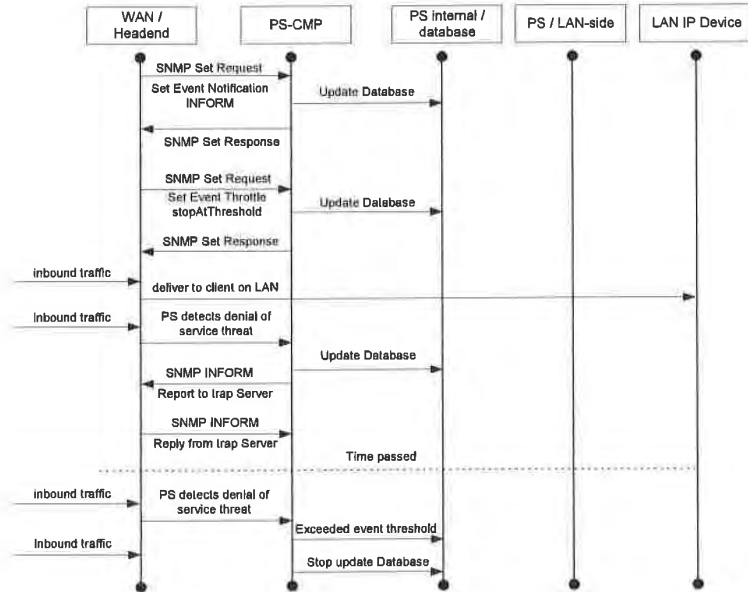 WAN /
Headend
PS-CMP
PS internal /
database
PS / LAN-side
LAN IP Device
SNMP Set Request
Set Event Notification
INFORM
Update Database
SNMP Set Response
SNMP Set Request
Set Event Throttle
stopAtThreshold
Update Database
SNMP Set Response
inbound traffic
deliver to client on LAN
Inbound traffic
PS detects denial of
service threat
Update Database
SNMP INFORM
Report to trap Server
SNMP INFORM
Reply from trap Server
Time passed
inbound traffic
PS detects denial of
service threat
Exceeded event threshold
Inbound traffic
Stop update Database